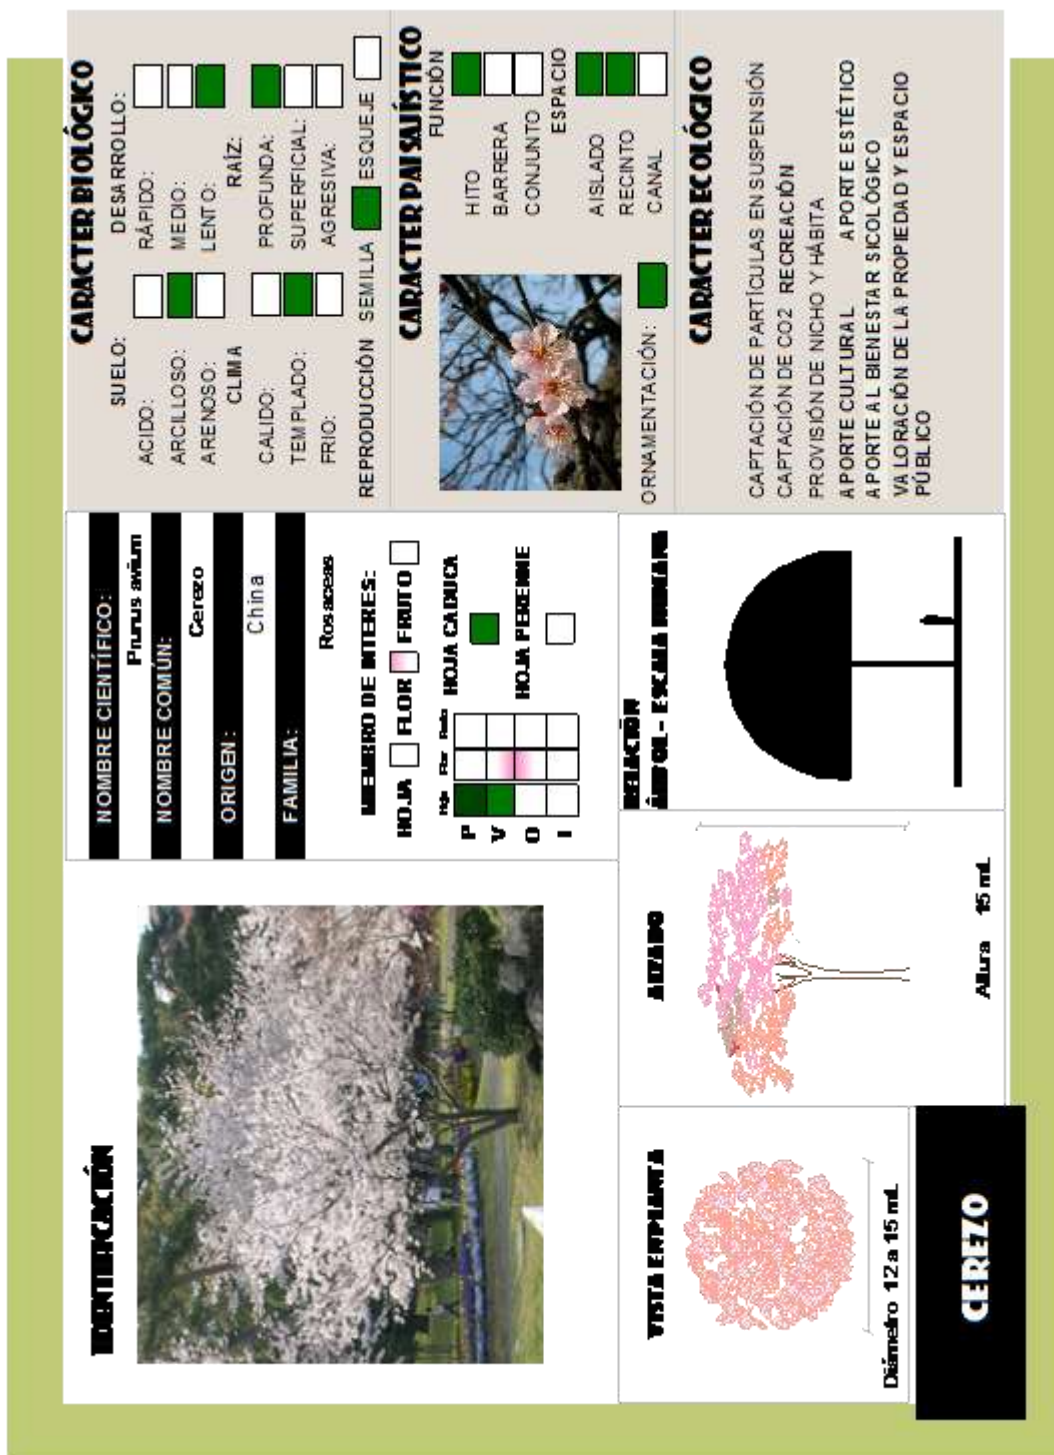 IDENTIFICACIÓN
NOMBRE CIENTÍFICO:
Prunus avium
NOMBRE COMÚN:
Cerezo
ORIGEN:
China
FAMILIA:
Rosaceas
MIEMBRO DE INTERES:
HOJA FLOR FRUTO
Hoja Flor Fruto
P
V
O
I
HOJA CADUCA
HOJA PERENNE
CARACTER BIOLÓGICO
SUELO:
ACIDO:
ARCILLOSO:
ARENOSO:
CLIMA
CALIDO:
TEMPLADO:
FRIO:
DESARROLLO:
RÁPIDO:
MEDIO:
LENTO:
RAÍZ:
PROFUNDA:
SUPERFICIAL:
AGRESIVA:
REPRODUCCIÓN SEMILLA ESQUEJE
CARACTER PAISAJÍSTICO
FUNCIÓN
HITO
BARRERA
CONJUNTO
ESPACIO
AISLADO
RECINTO
CANAL
ORNAMENTACIÓN:
CARACTER ECOLÓGICO
CAPTACIÓN DE PARTÍCULAS EN SUSPENSIÓN
CAPTACIÓN DE CO2 RECREACIÓN
PROVISIÓN DE NICHO Y HÁBITA
APORTE CULTURAL APORTE ESTÉTICO
APORTE AL BIENESTAR SICOLÓGICO
VALORACIÓN DE LA PROPIEDAD Y ESPACIO
PÚBLICO
VISTA EN PLANTA
Diámetro 12 a 15 mL
ALZADO
Altura 15 mL
RELACIÓN
ÁRBOL - ESCALA HUMANA
CEREZO